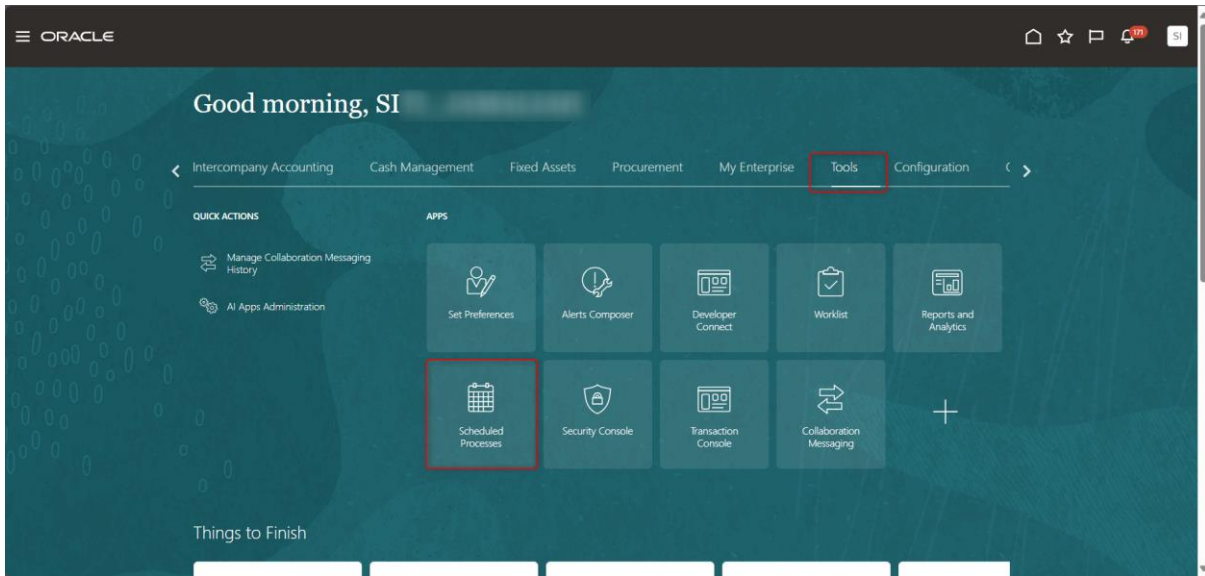 ORACLE
171
SI
Good morning, SI
Intercompany Accounting
Cash Management
Fixed Assets
Procurement
My Enterprise
Tools
Configuration
QUICK ACTIONS
Manage Collaboration Messaging
History
AI Apps Administration
APPS
Set Preferences
Alerts Composer
Developer
Connect
Worklist
Reports and
Analytics
Scheduled
Processes
Security Console
Transaction
Console
Collaboration
Messaging
Things to Finish